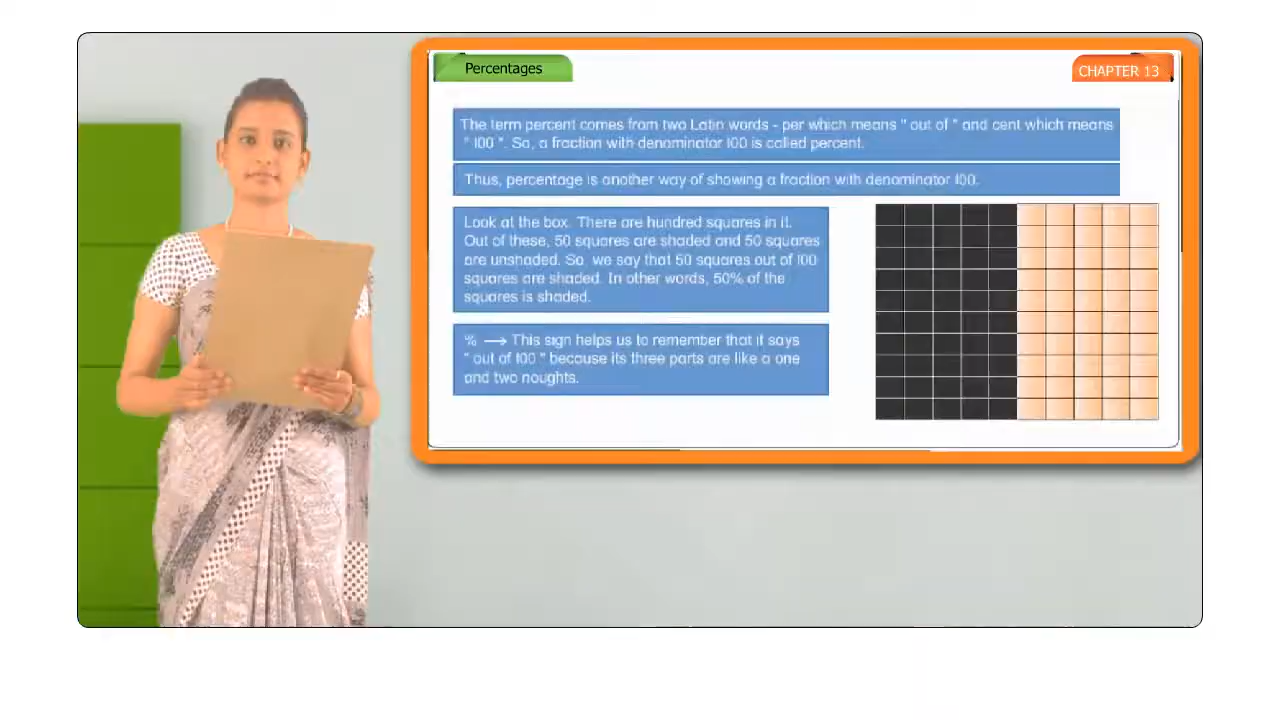 Percentages
CHAPTER 13
The term percent comes from two Latin words - per which means " out of " and cent which means
" 100 ". So, a fraction with denominator 100 is called percent.
Thus, percentage is another way of showing a fraction with denominator 100.
Look at the box. There are hundred squares in it.
Out of these, 50 squares are shaded and 50 squares
are unshaded. So, we say that 50 squares out of 100
squares are shaded. In other words, 50% of the
squares is shaded.
% → This sign helps us to remember that it says
" out of 100 " because its three parts are like a one
and two noughts.